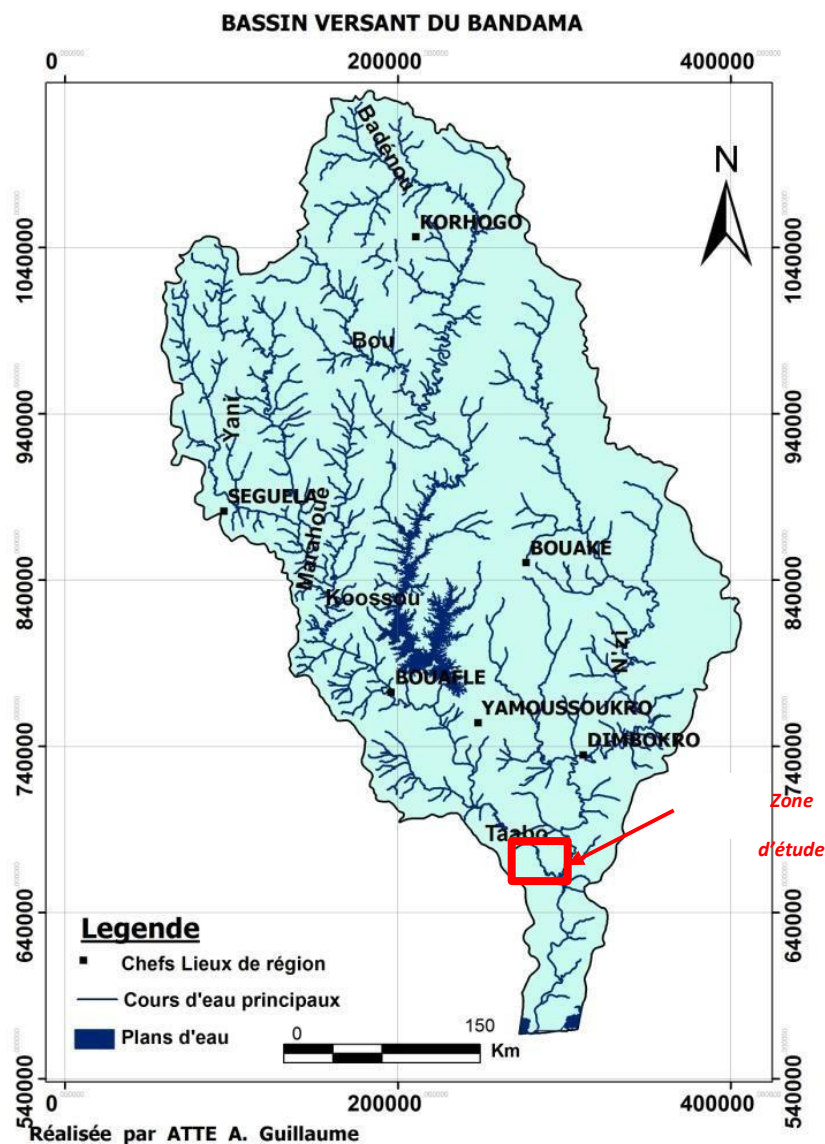 BASSIN VERSANT DU BANDAMA
0 200000 400000
N
Badénou
KORHOGO
1040000 1040000
Bou
Yani
940000 940000
SEGUELA
Marahoue
BOUAKE
840000 840000
Koossou
N'zi
BOUAFLE
YAMOUSSOUKRO
DIMBOKRO
740000 740000
Zone
Taabo
d'étude
640000 640000
Legende
Chefs Lieux de région
Cours d'eau principaux
Plans d'eau
0 150
Km
540000 540000
0 200000 400000
Réalisée par ATTE A. Guillaume